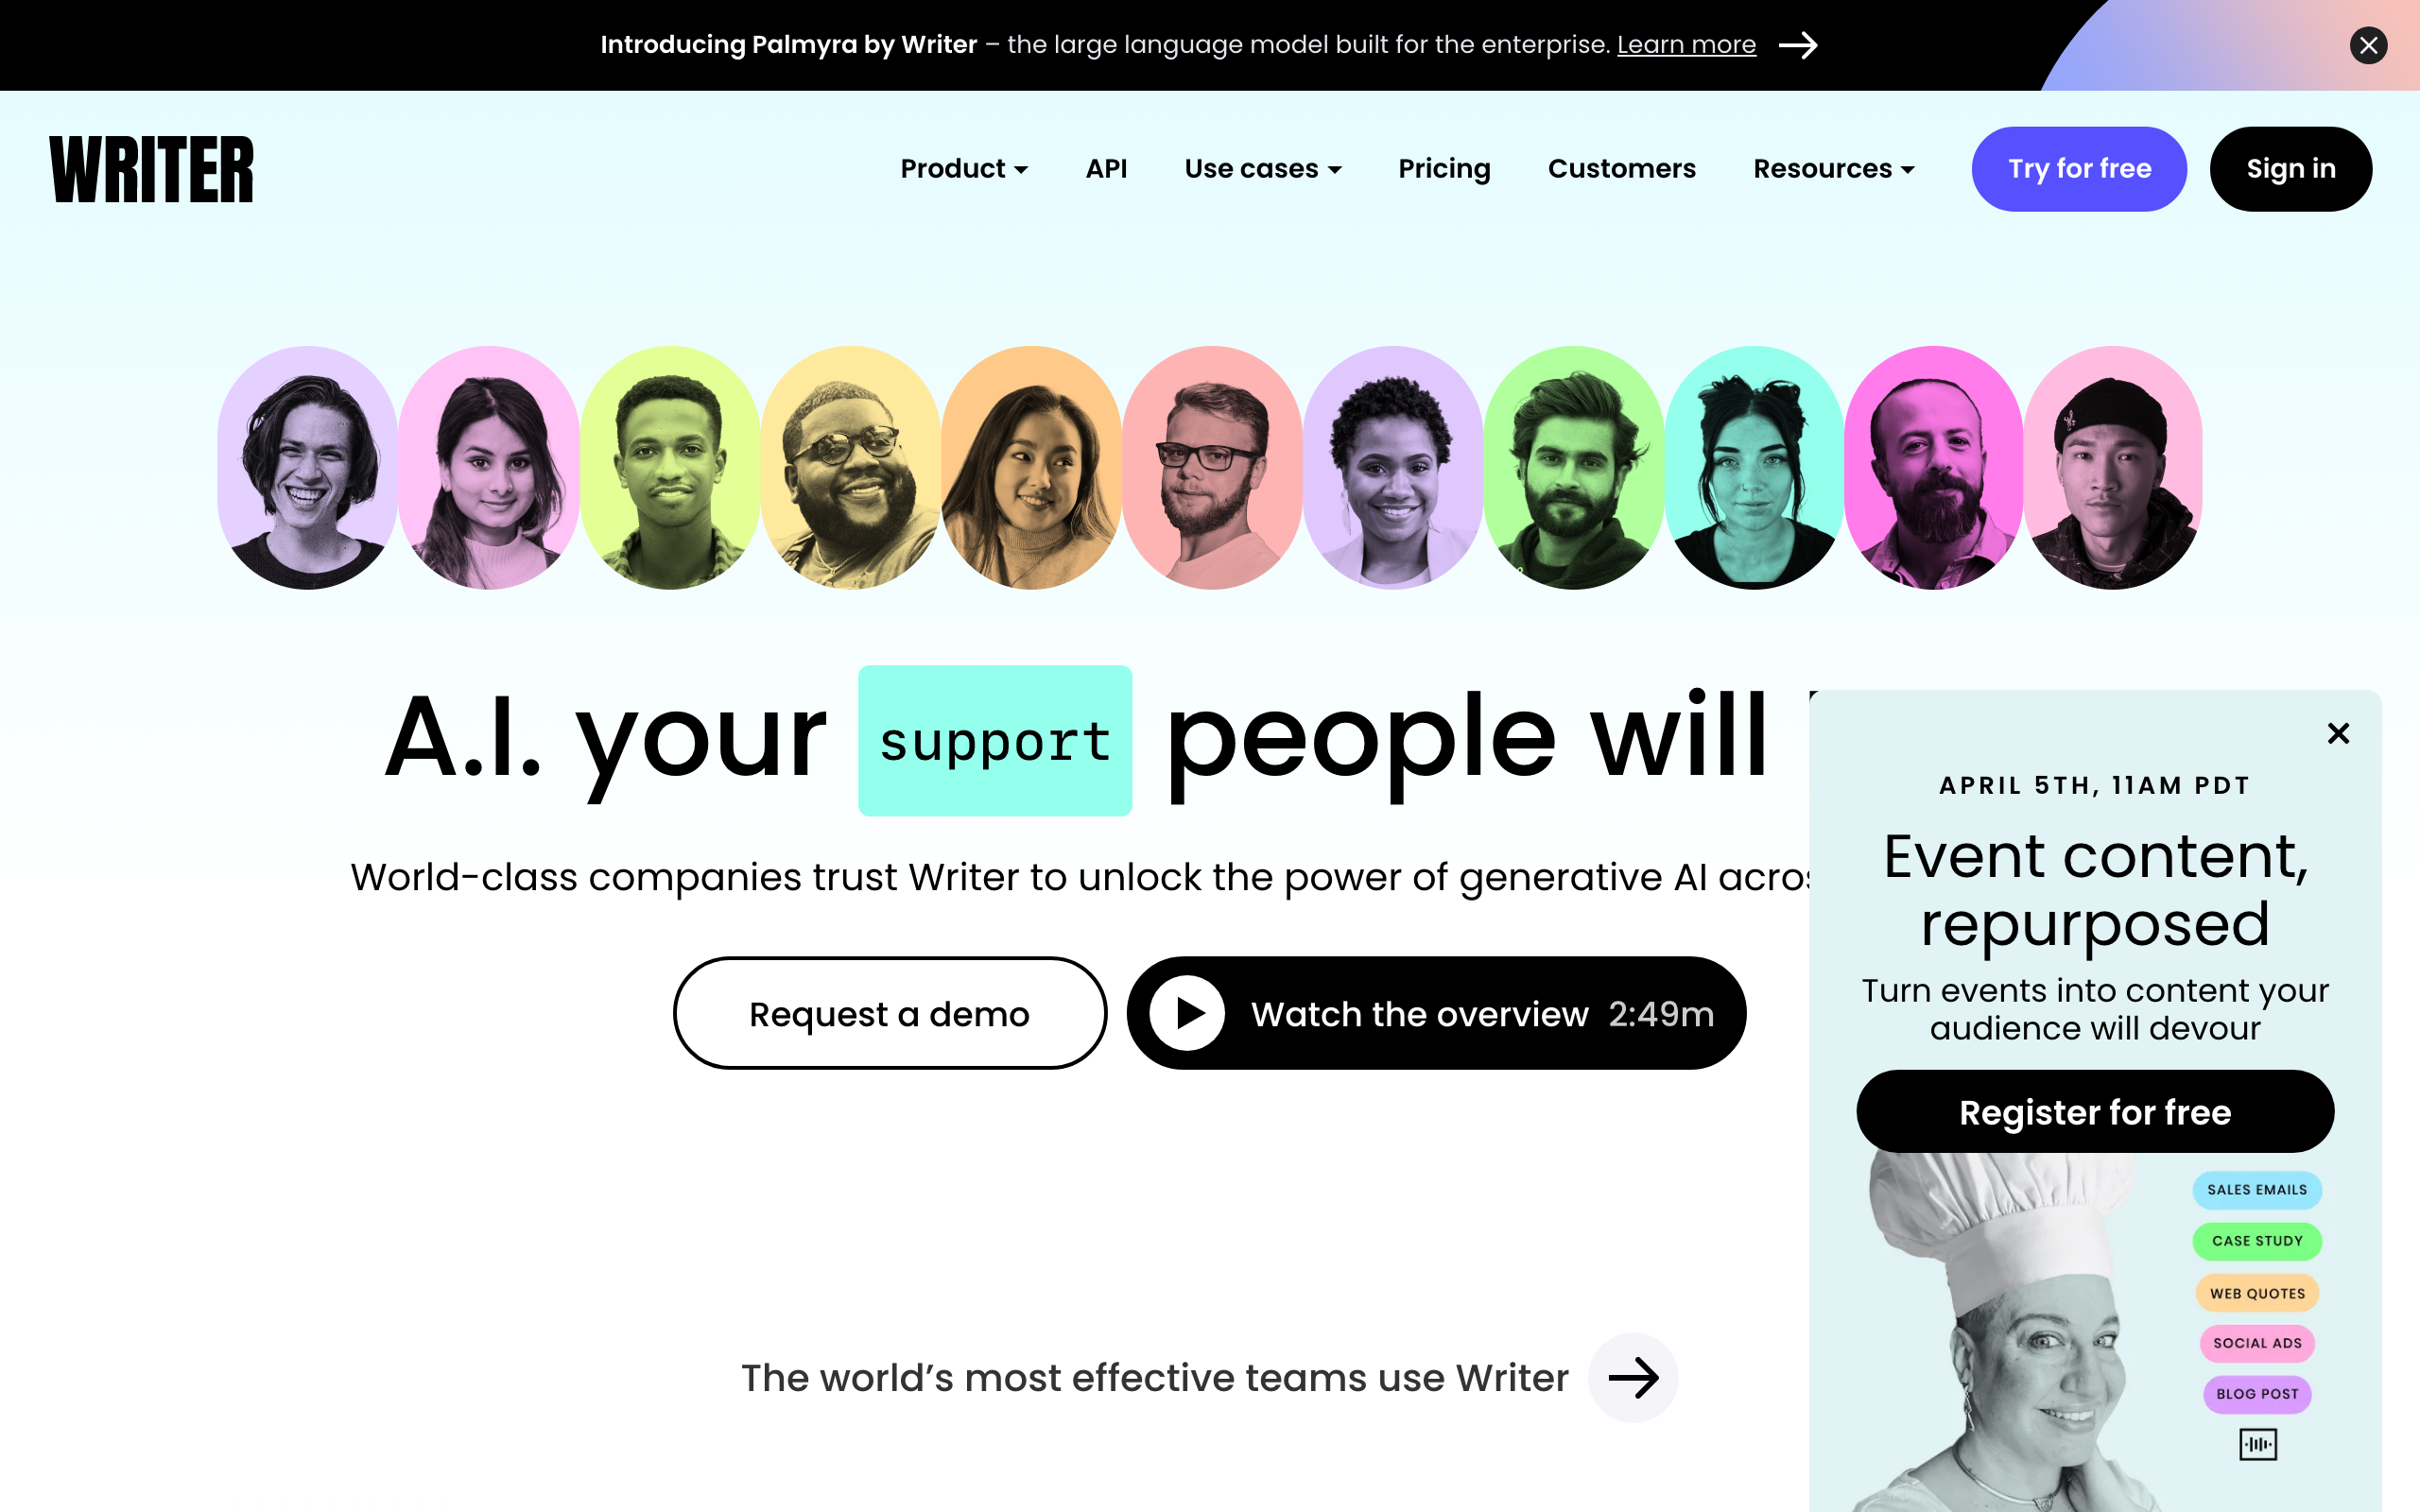 Introducing Palmyra by Writer – the large language model built for the enterprise. Learn more
WRITER
Product
API
Use cases
Pricing
Customers
Resources
Try for free
Sign in
A.I. your support people will
World-class companies trust Writer to unlock the power of generative AI
Request a demo
Watch the overview 2:49m
The world’s most effective teams use Writer
APRIL 5TH, 11AM PDT
Event content,
repurposed
Turn events into content your
audience will devour
Register for free
SALES EMAILS
CASE STUDY
WEB QUOTES
SOCIAL ADS
BLOG POST